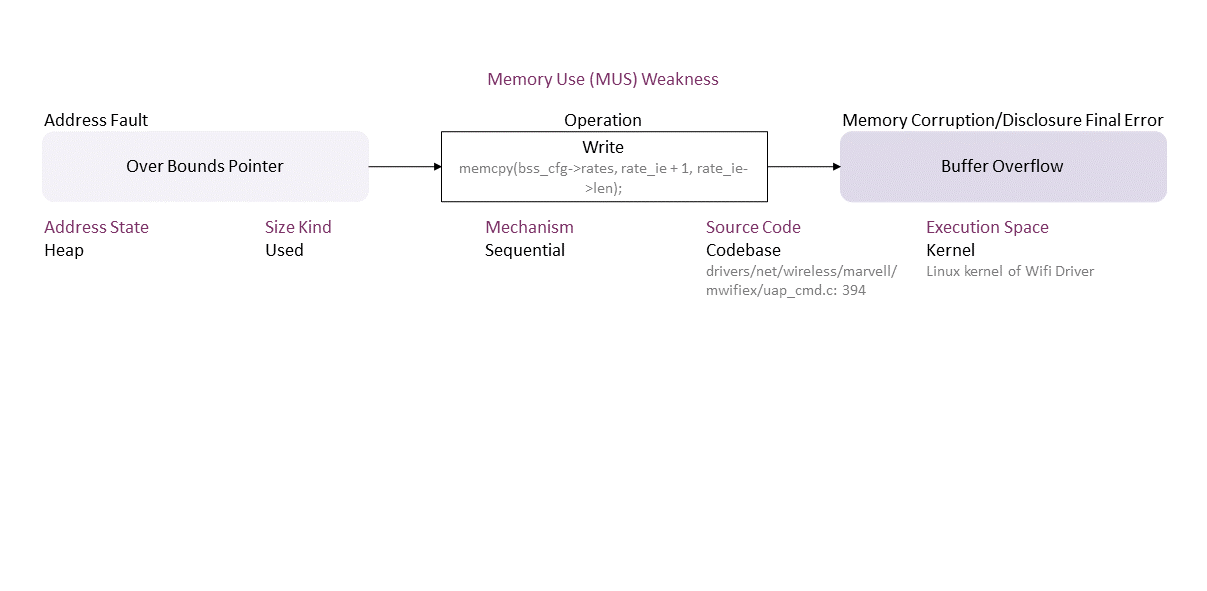 Memory Use (MUS) Weakness
Address Fault
Operation
Memory Corruption/Disclosure Final Error
Over Bounds Pointer
Write
memcpy(bss_cfg->rates, rate_ie + 1, rate_ie-
>len);
Buffer Overflow
Address State
Heap
Size Kind
Used
Mechanism
Sequential
Source Code
Codebase
drivers/net/wireless/marvell/
mwifiex/uap_cmd.c: 394
Execution Space
Kernel
Linux kernel of Wifi Driver